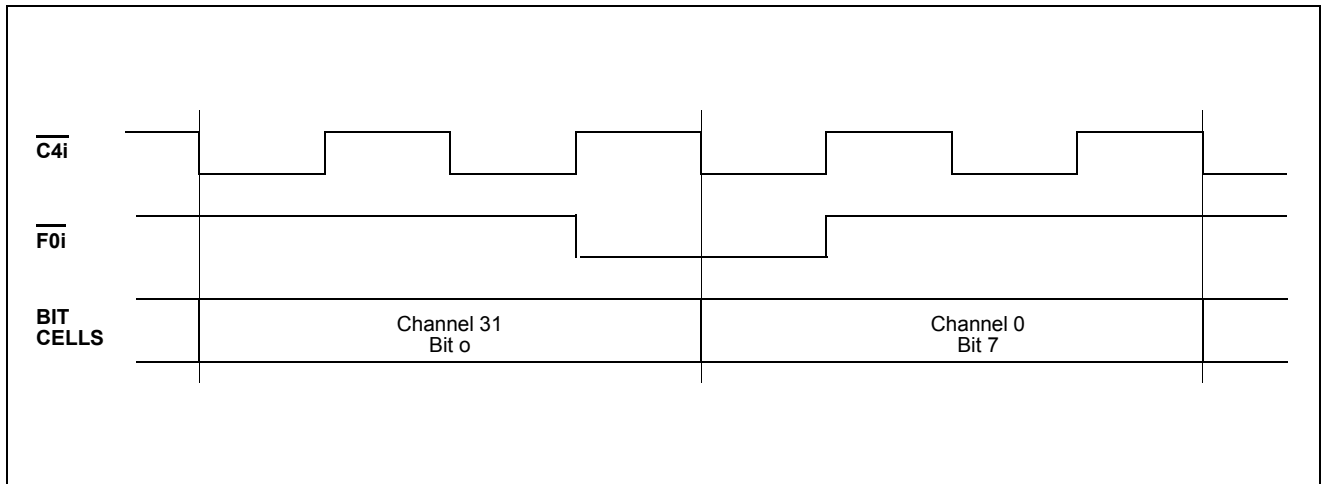 C4i
F0i
BIT
CELLS
Channel 31
Bit o
Channel 0
Bit 7